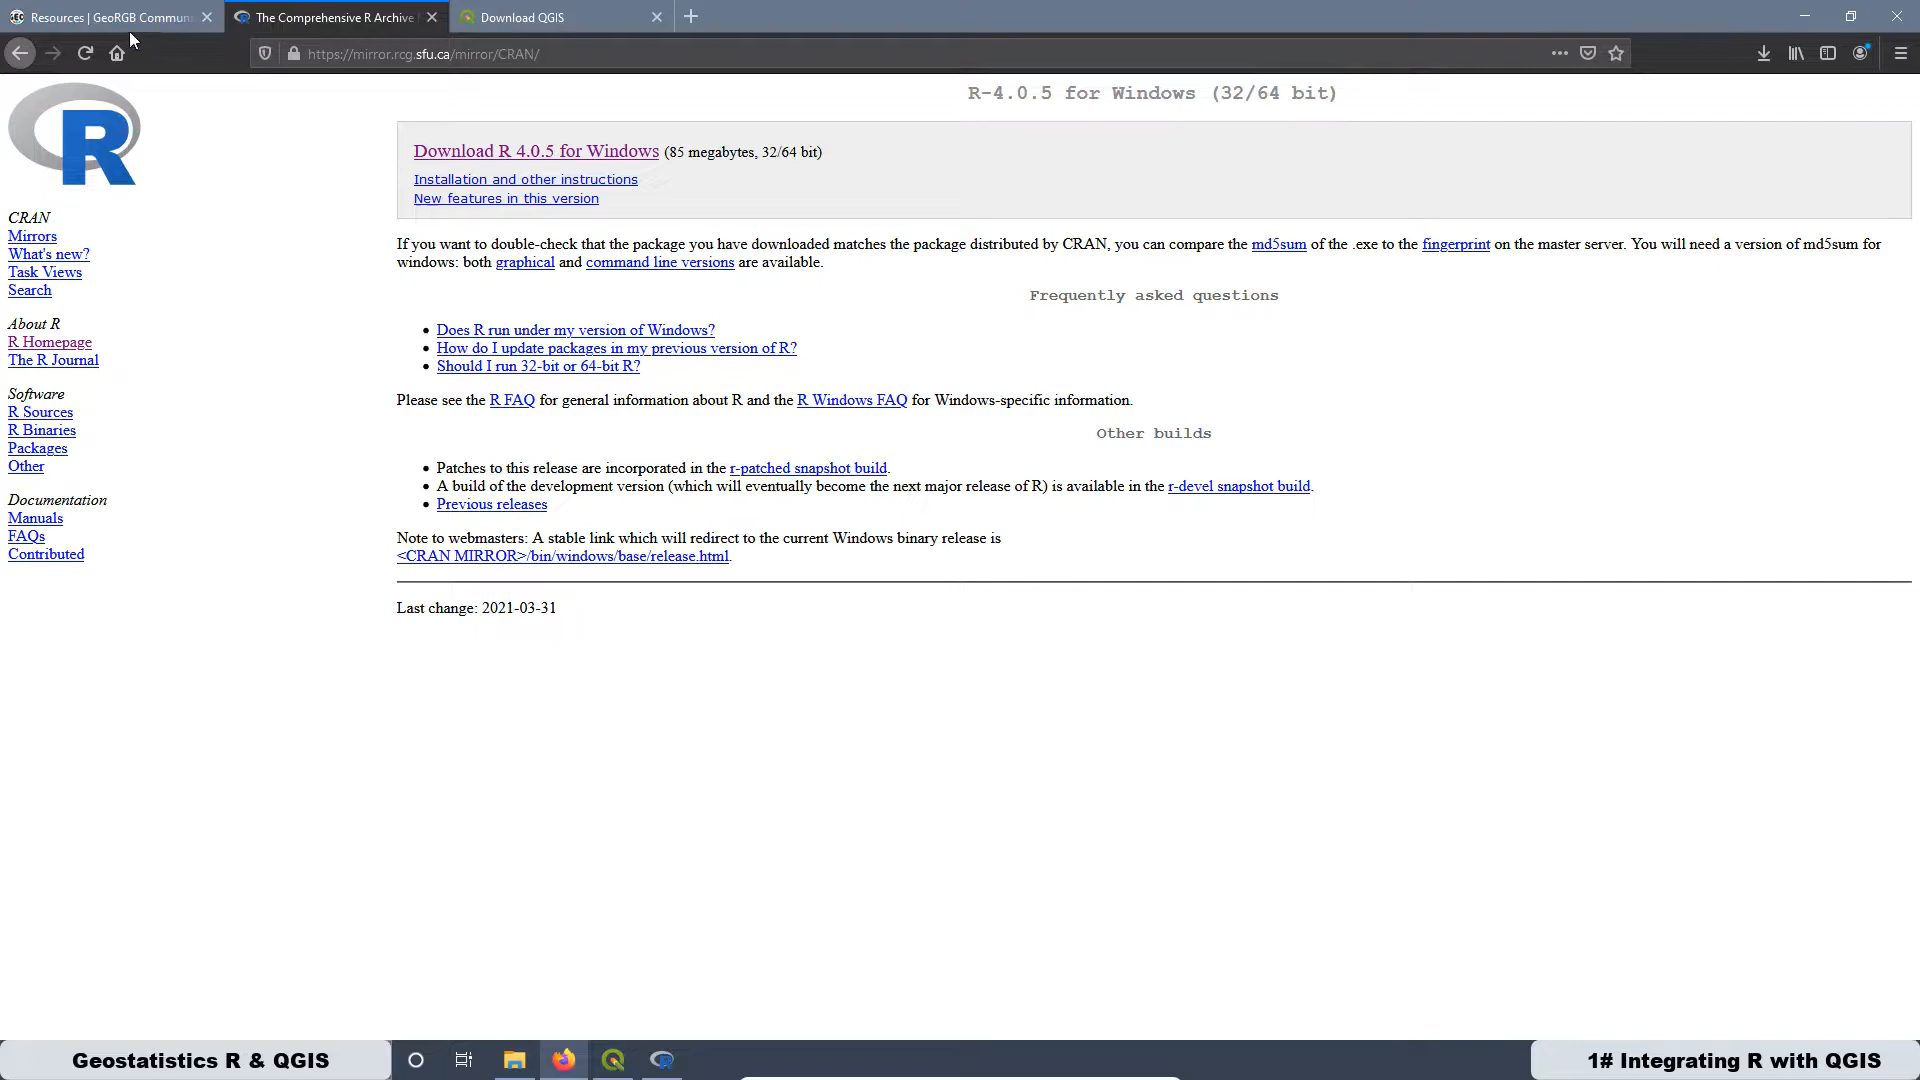 Resources | GeoRGB Commun
The Comprehensive R Archive
Download QGIS
https://mirror.rcg.sfu.ca/mirror/CRAN/
R
CRAN
Mirrors
What's new?
Task Views
Search
About R
R Homepage
The R Journal
Software
R Sources
R Binaries
Packages
Other
Documentation
Manuals
FAQs
Contributed
R-4.0.5 for Windows (32/64 bit)
Download R 4.0.5 for Windows (85 megabytes, 32/64 bit)
Installation and other instructions
New features in this version
If you want to double-check that the package you have downloaded matches the package distributed by CRAN, you can compare the md5sum of the .exe to the fingerprint on the master server. You will need a version of md5sum for
windows: both graphical and command line versions are available.
Frequently asked questions
• Does R run under my version of Windows?
• How do I update packages in my previous version of R?
• Should I run 32-bit or 64-bit R?
Please see the R FAQ for general information about R and the R Windows FAQ for Windows-specific information.
Other builds
• Patches to this release are incorporated in the r-patched snapshot build.
• A build of the development version (which will eventually become the next major release of R) is available in the r-devel snapshot build.
• Previous releases
Note to webmasters: A stable link which will redirect to the current Windows binary release is
<CRAN MIRROR>/bin/windows/base/release.html.
Last change: 2021-03-31
Geostatistics R & QGIS
1# Integrating R with QGIS